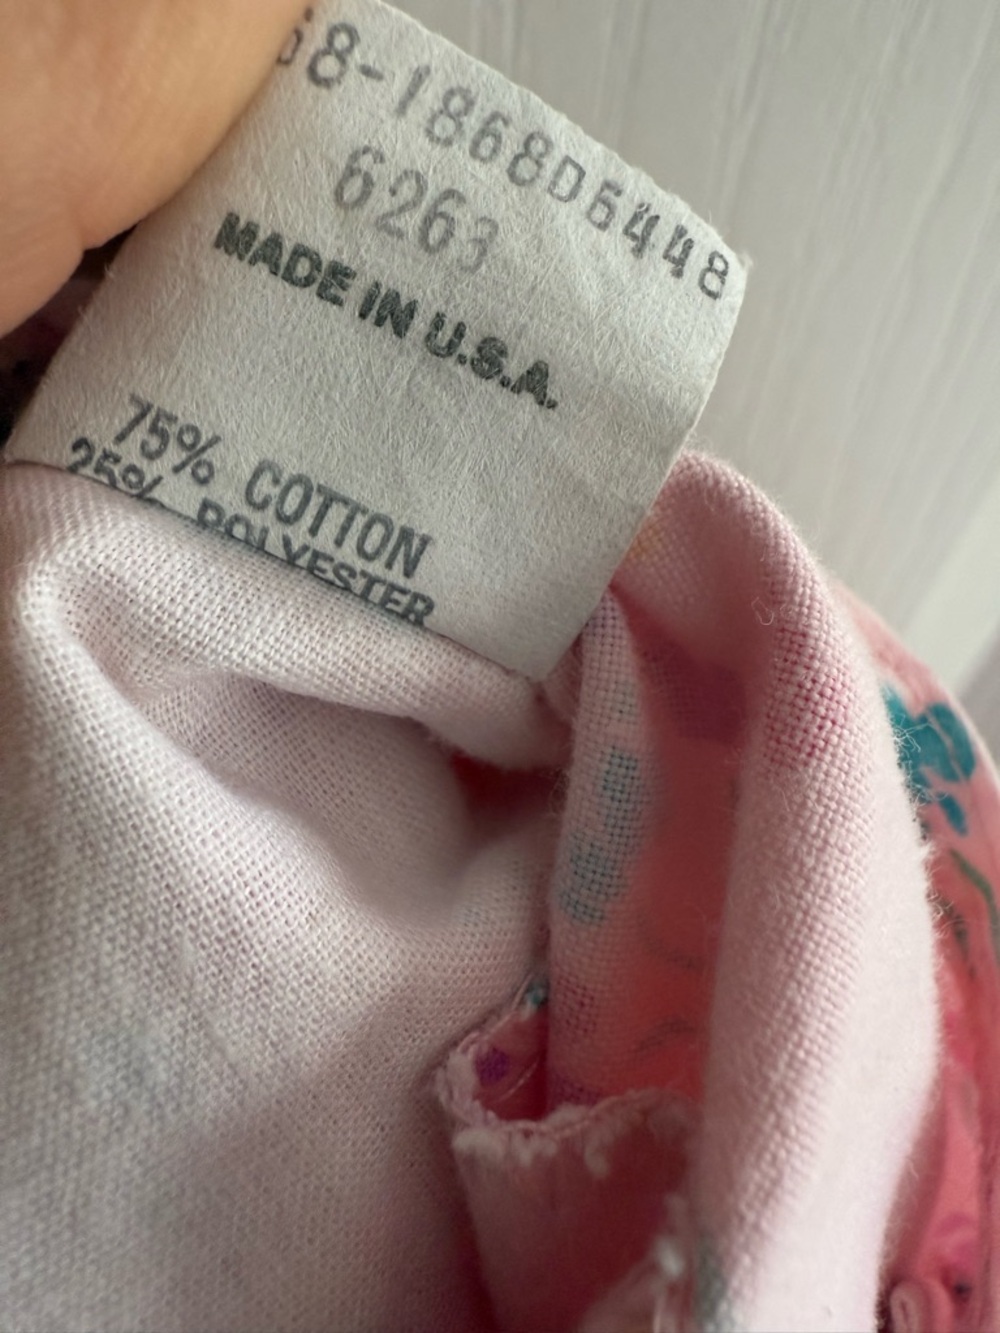 68-1868D6448
6263
MADE IN U.S.A.
75% COTTON
25% POLYESTER